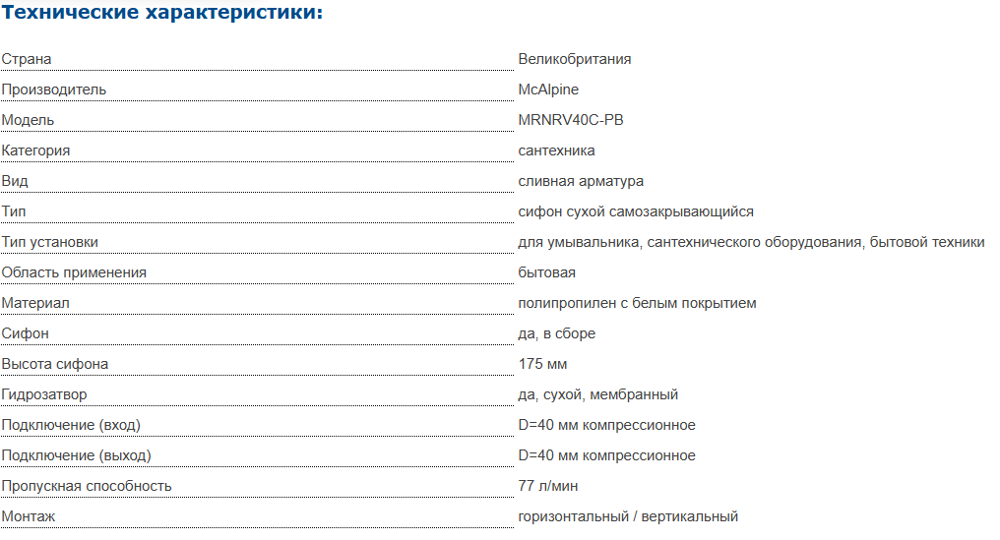 Технические характеристики:
Страна Великобритания
Производитель McAlpine
Модель MRNRV40C-PB
Категория сантехника
Вид сливная арматура
Тип сифон сухой самозакрывающийся
Тип установки для умывальника, сантехнического оборудования, бытовой техники
Область применения бытовая
Материал полипропилен с белым покрытием
Сифон да, в сборе
Высота сифона 175 мм
Гидрозатвор да, сухой, мембранный
Подключение (вход) D=40 мм компрессионное
Подключение (выход) D=40 мм компрессионное
Пропускная способность 77 л/мин
Монтаж горизонтальный / вертикальный